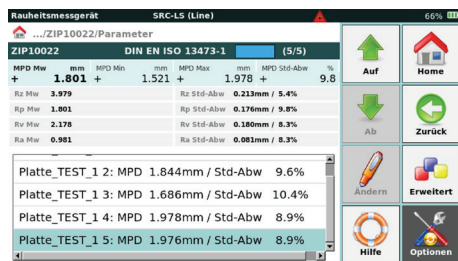 Rauheitsmessgerät SRC-LS (Line) 66%
.../ZIP10022/Parameter
ZIP10022 DIN EN ISO 13473-1 (5/5)
MPD Mw mm MPD Min mm MPD Max mm MPD Std-Abw %
+ 1.801 + 1.521 + 1.978 + 9.8
Rz Mw 3.979 Rz Std-Abw 0.213mm / 5.4%
Rp Mw 1.801 Rp Std-Abw 0.176mm / 9.8%
Rv Mw 2.178 Rv Std-Abw 0.180mm / 8.3%
Ra Mw 0.981 Ra Std-Abw 0.081mm / 8.3%
Platte_TEST_1 2: MPD 1.844mm / Std-Abw 9.6%
Platte_TEST_1 3: MPD 1.686mm / Std-Abw 10.4%
Platte_TEST_1 4: MPD 1.978mm / Std-Abw 8.9%
Platte_TEST_1 5: MPD 1.976mm / Std-Abw 8.9%
Auf
Home
Ab
Zurück
Ändern
Erweitert
Hilfe
Optionen